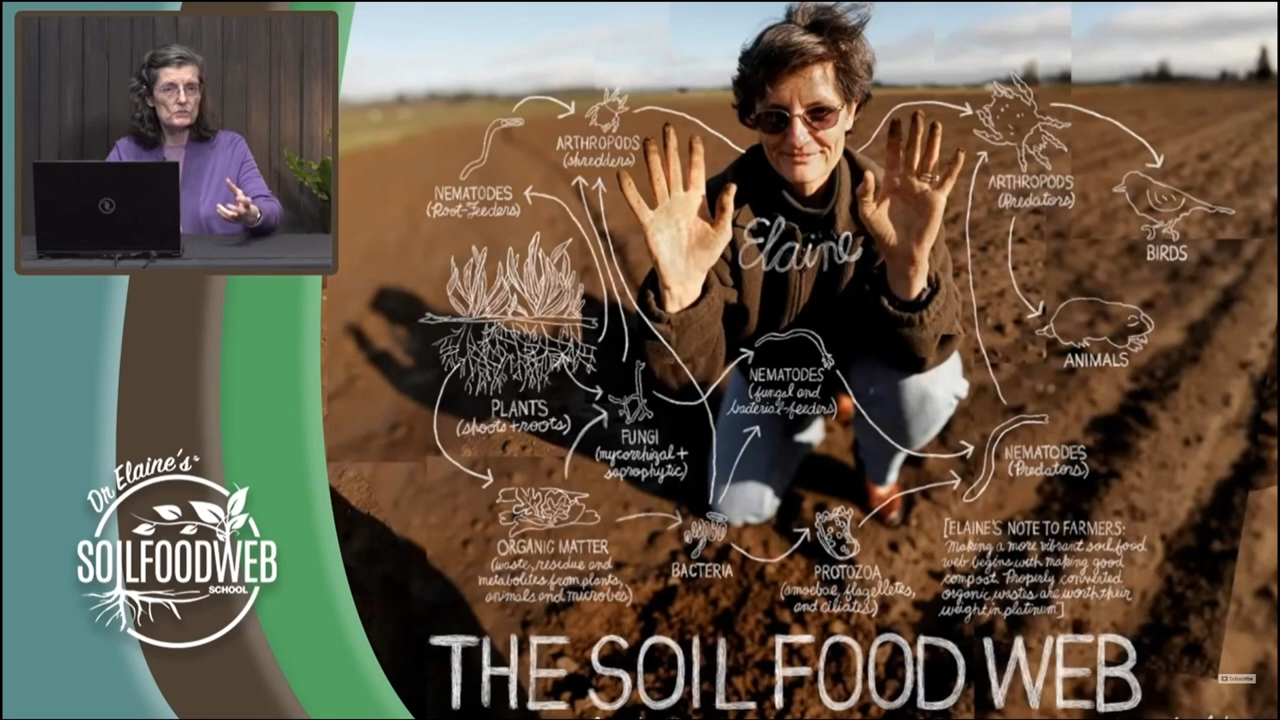 ARTHROPODS
(shredders)
NEMATODES
(Root-Feeders)
ARTHROPODS
(Predators)
BIRDS
Elaine
ANIMALS
PLANTS
(shoots+roots)
NEMATODES
(fungal and
bacterial-feeders)
FUNGI
(mycorrhizal+
saprophytic)
NEMATODES
(Predators)
ORGANIC MATTER
(waste, residue and
metabolites from plants,
animals and microbes)
BACTERIA
PROTOZOA
(amoebae, flagelletes,
and ciliates)
[ELAINE'S NOTE TO FARMERS:
Making a more vibrant soil food
web begins with making good
compost. Properly converted
organic wastes are worth their
weight in platinum]
THE SOIL FOOD WEB
Dr Elaine's™
SOILFOODWEB
SCHOOL
Subscribe